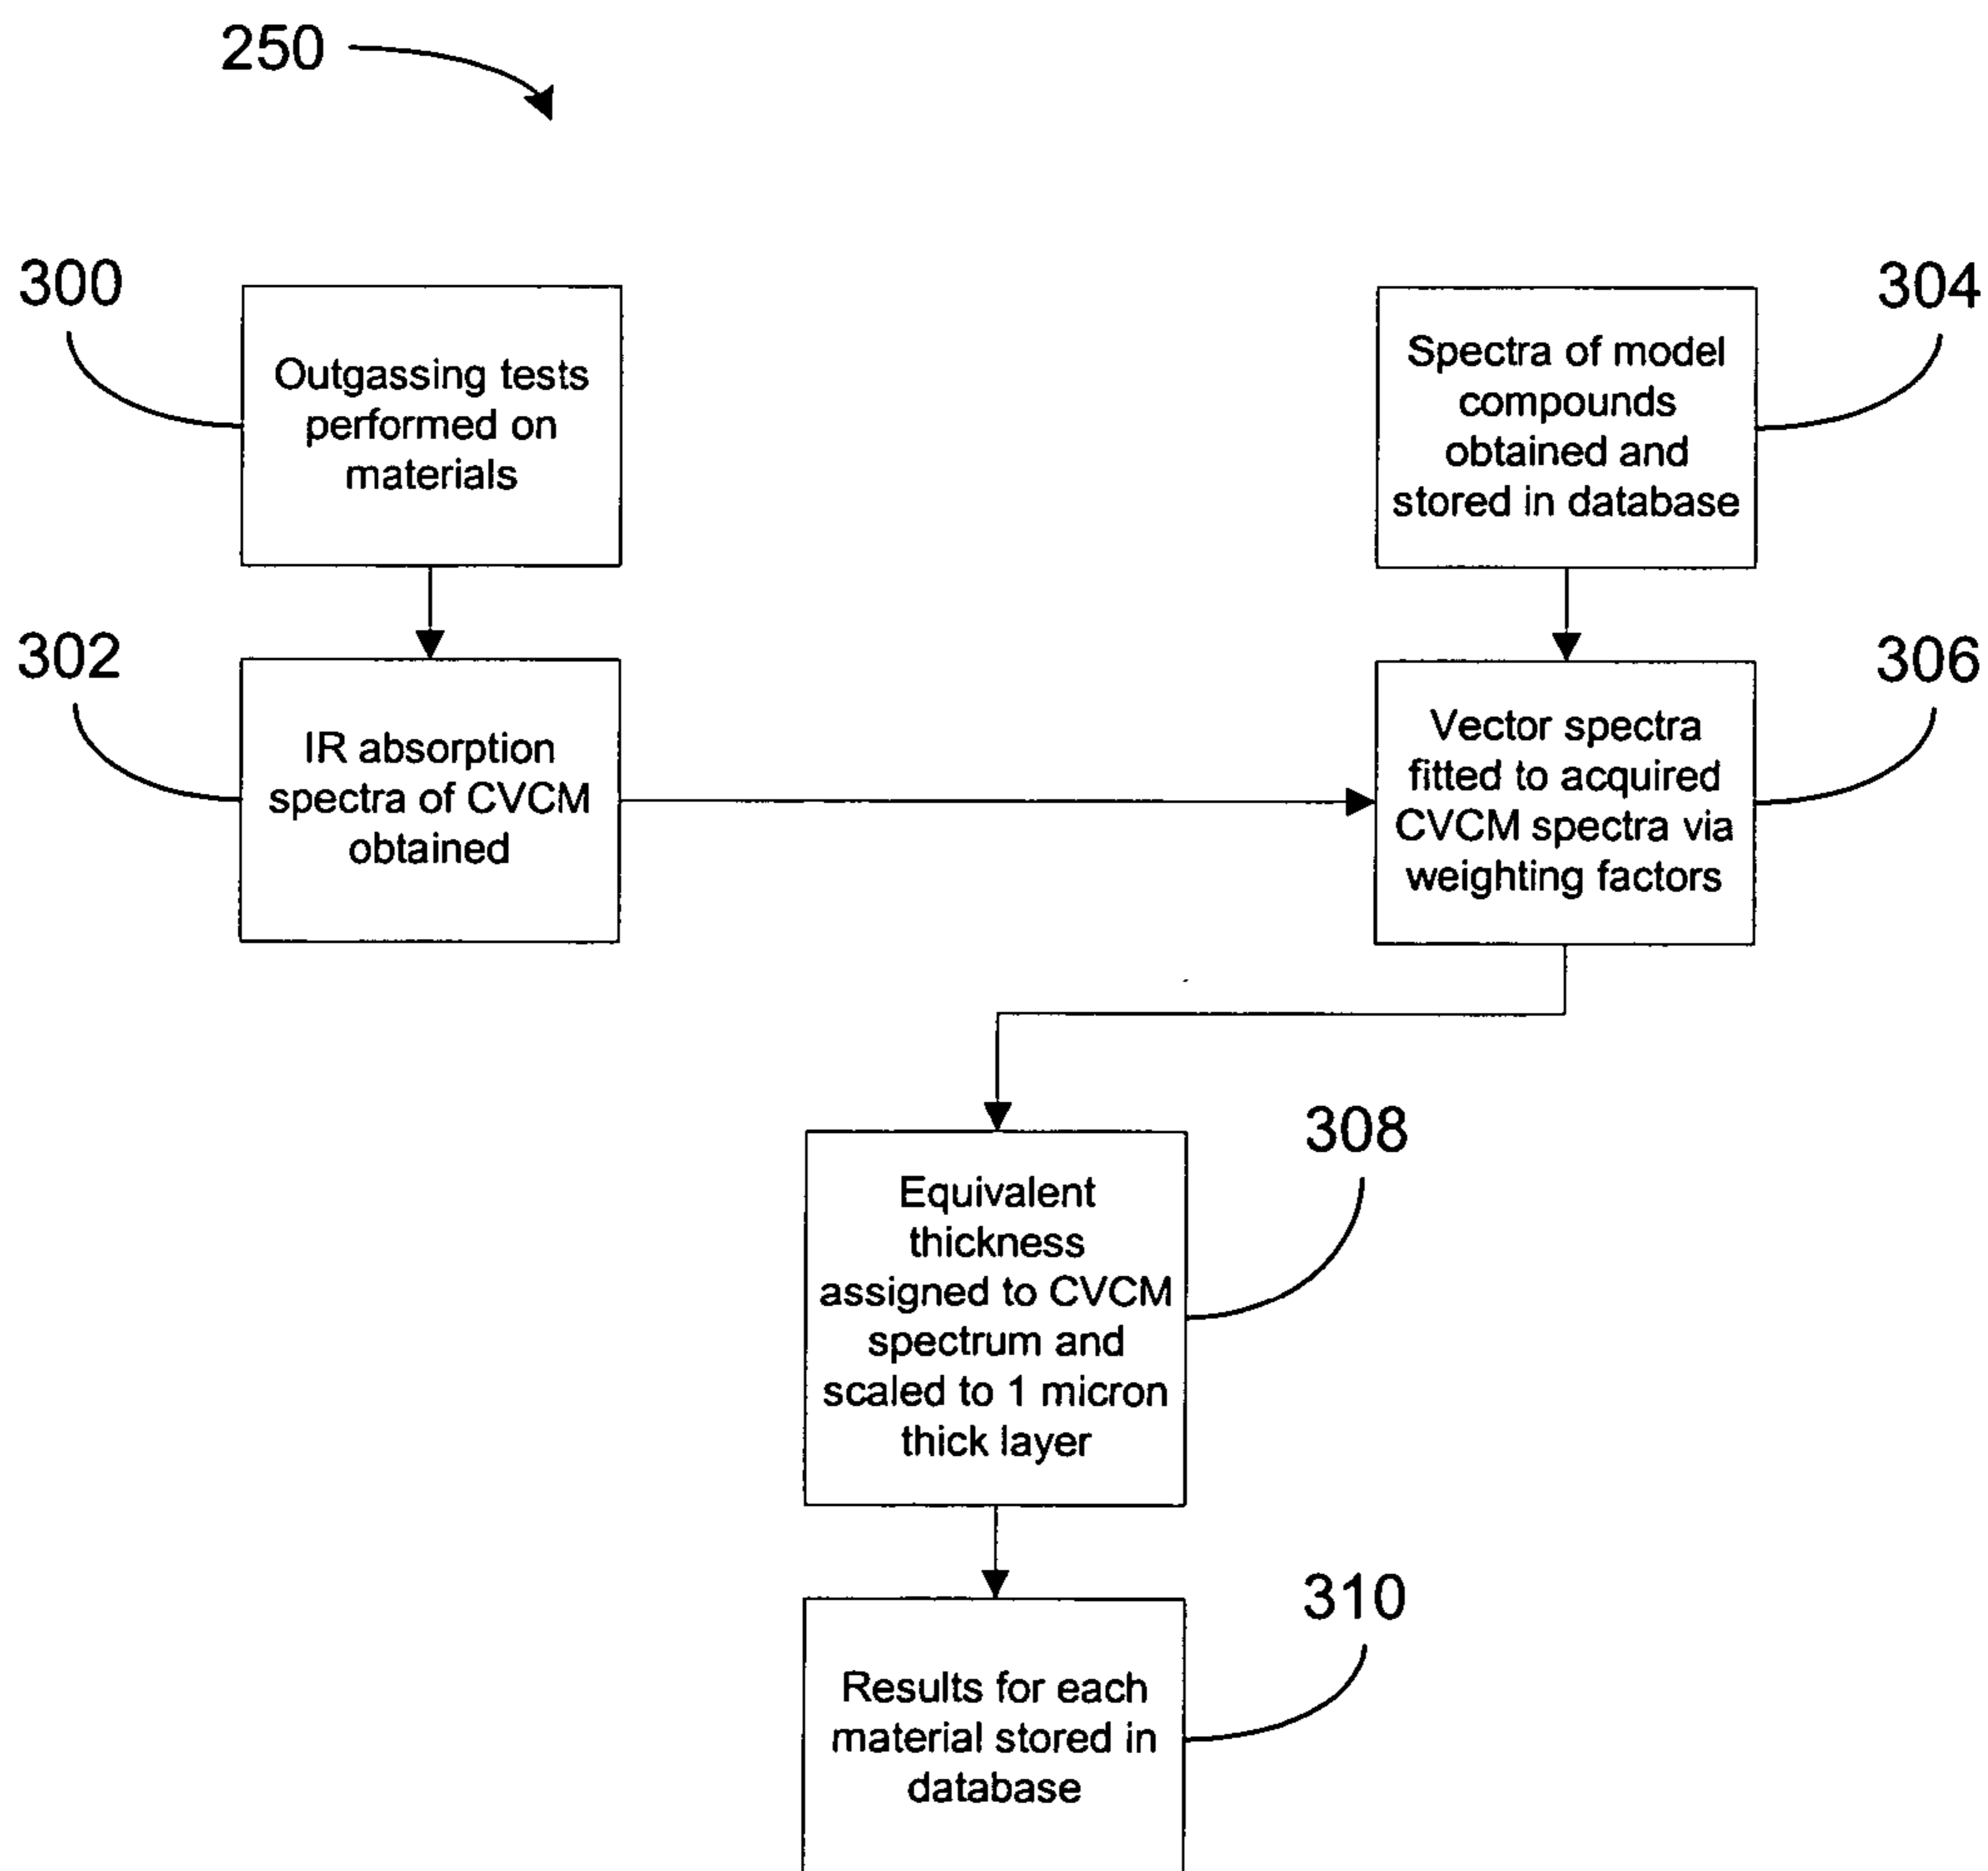 250
300
Outgassing tests
performed on
materials
304
Spectra of model
compounds
obtained and
stored in database
302
IR absorption
spectra of CVCM
obtained
306
Vector spectra
fitted to acquired
CVCM spectra via
weighting factors
308
Equivalent
thickness
assigned to CVCM
spectrum and
scaled to 1 micron
thick layer
310
Results for each
material stored in
database